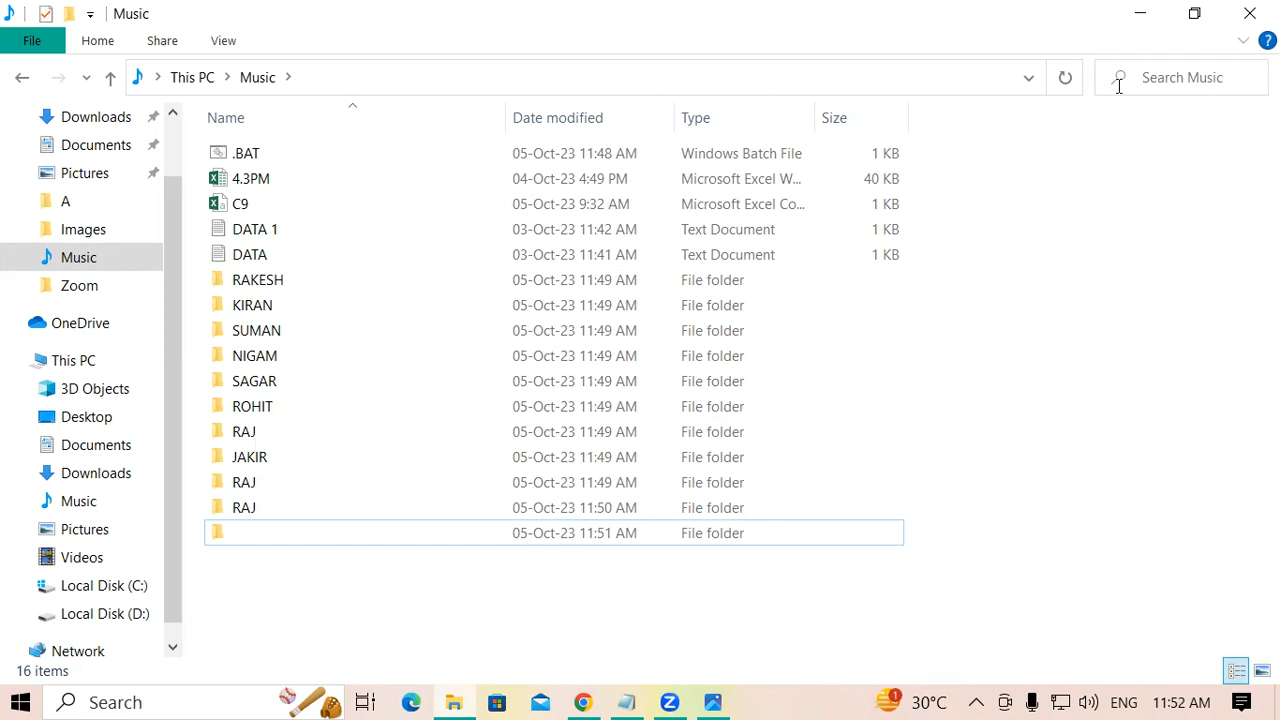 Music
File Home Share View
This PC Music Search Music
Name Date modified Type Size
.BAT 05-Oct-23 11:48 AM Windows Batch File 1 KB
4.3PM 04-Oct-23 4:49 PM Microsoft Excel W... 40 KB
C9 05-Oct-23 9:32 AM Microsoft Excel Co... 1 KB
DATA 1 03-Oct-23 11:42 AM Text Document 1 KB
DATA 03-Oct-23 11:41 AM Text Document 1 KB
RAKESH 05-Oct-23 11:49 AM File folder
KIRAN 05-Oct-23 11:49 AM File folder
SUMAN 05-Oct-23 11:49 AM File folder
NIGAM 05-Oct-23 11:49 AM File folder
SAGAR 05-Oct-23 11:49 AM File folder
ROHIT 05-Oct-23 11:49 AM File folder
RAJ 05-Oct-23 11:49 AM File folder
JAKIR 05-Oct-23 11:49 AM File folder
RAJ 05-Oct-23 11:49 AM File folder
RAJ 05-Oct-23 11:50 AM File folder
05-Oct-23 11:51 AM File folder
Downloads
Documents
Pictures
A
Images
Music
Zoom
OneDrive
This PC
3D Objects
Desktop
Documents
Downloads
Music
Pictures
Videos
Local Disk (C:)
Local Disk (D:)
Network
16 items
Search 1 30°C ENG 11:52 AM